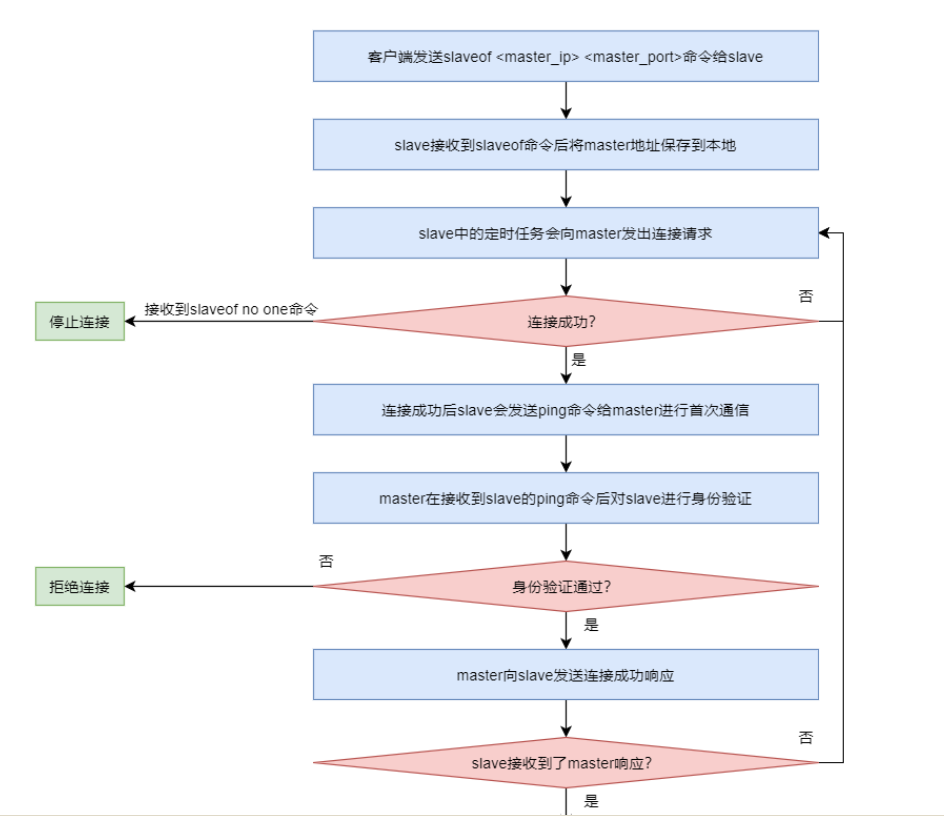 客户端发送slaveof <master_ip> <master_port>命令给slave
slave接收到slaveof命令后将master地址保存到本地
slave中的定时任务会向master发出连接请求
否
接收到slaveof no one命令
停止连接
连接成功？
是
连接成功后slave会发送ping命令给master进行首次通信
master在接收到slave的ping命令后对slave进行身份验证
否
拒绝连接
身份验证通过？
是
master向slave发送连接成功响应
否
slave接收到了master响应？
是